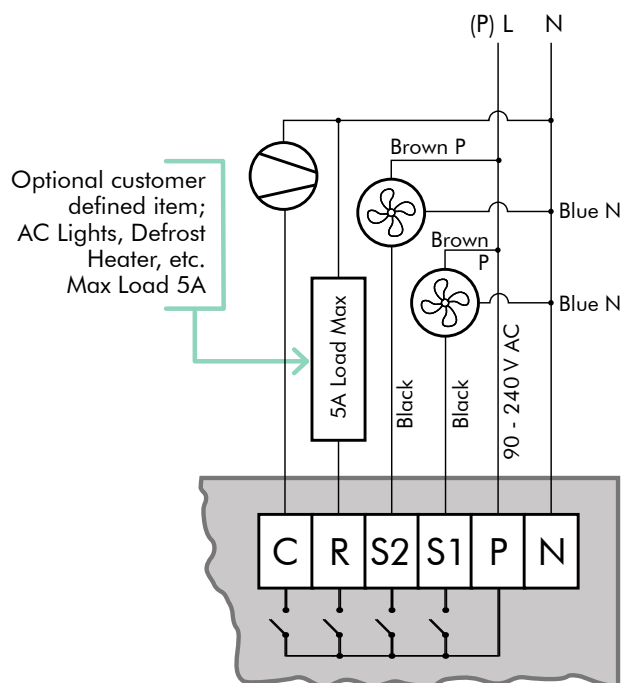 (P) L
N
Brown P
Optional customer
defined item;
AC Lights, Defrost
Heater, etc.
Max Load 5A
Blue N
Brown
P
Blue N
5A Load Max
Black
Black
90 - 240 V AC
C
R
S2
S1
P
N